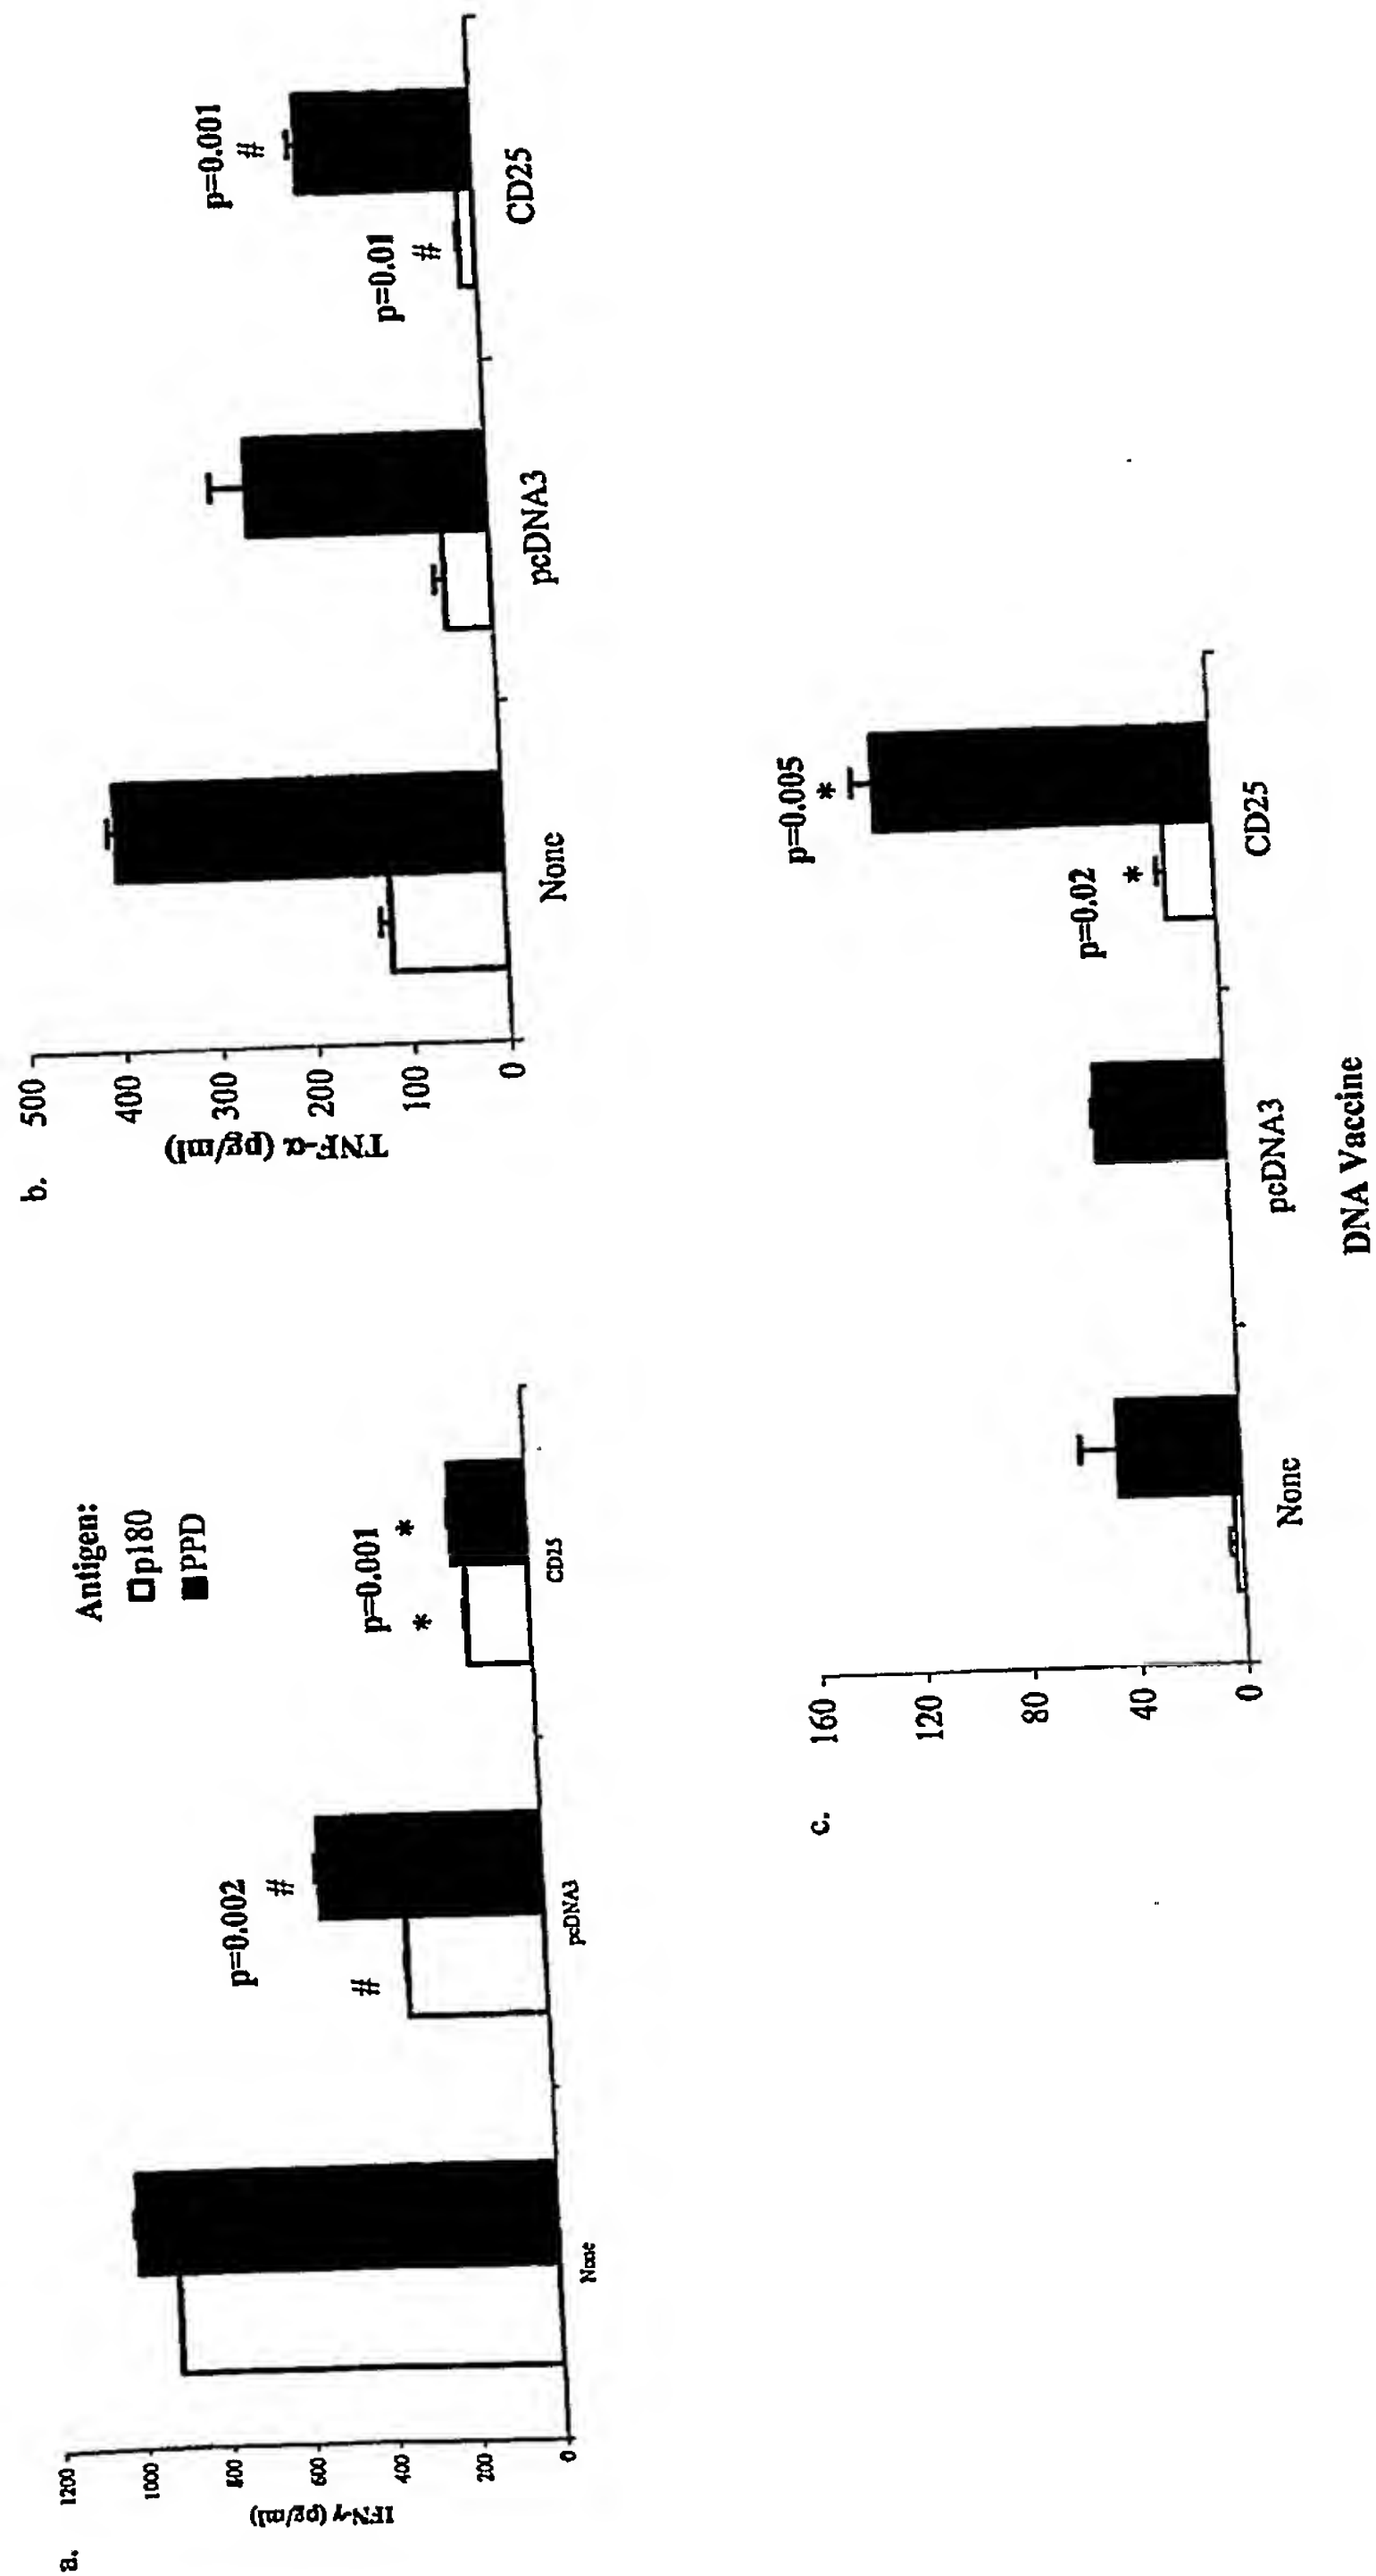 a.
IFN-γ (pg/ml)
1200
1000
800
600
400
200
0
None
pcDNA3
CD25
p=0.002
#
#
p=0.001
*
*
Antigen:
p180
PPD
b.
TNF-α (pg/ml)
500
400
300
200
100
0
None
pcDNA3
CD25
p=0.01
#
p=0.001
#
c.
160
120
80
40
0
None
pcDNA3
CD25
p=0.02
*
p=0.005
*
DNA Vaccine